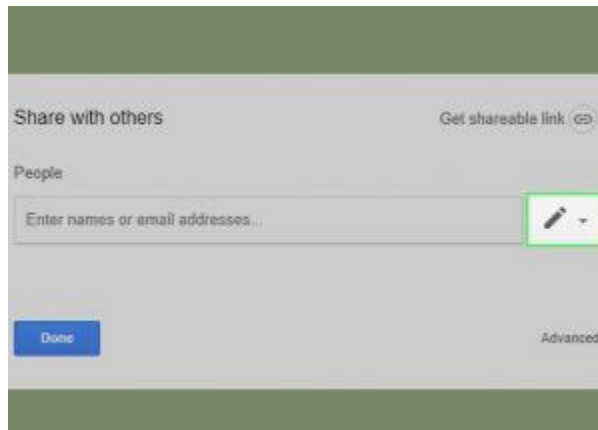 Share with others
Get shareable link
People
Enter names or email addresses...
Done
Advanced